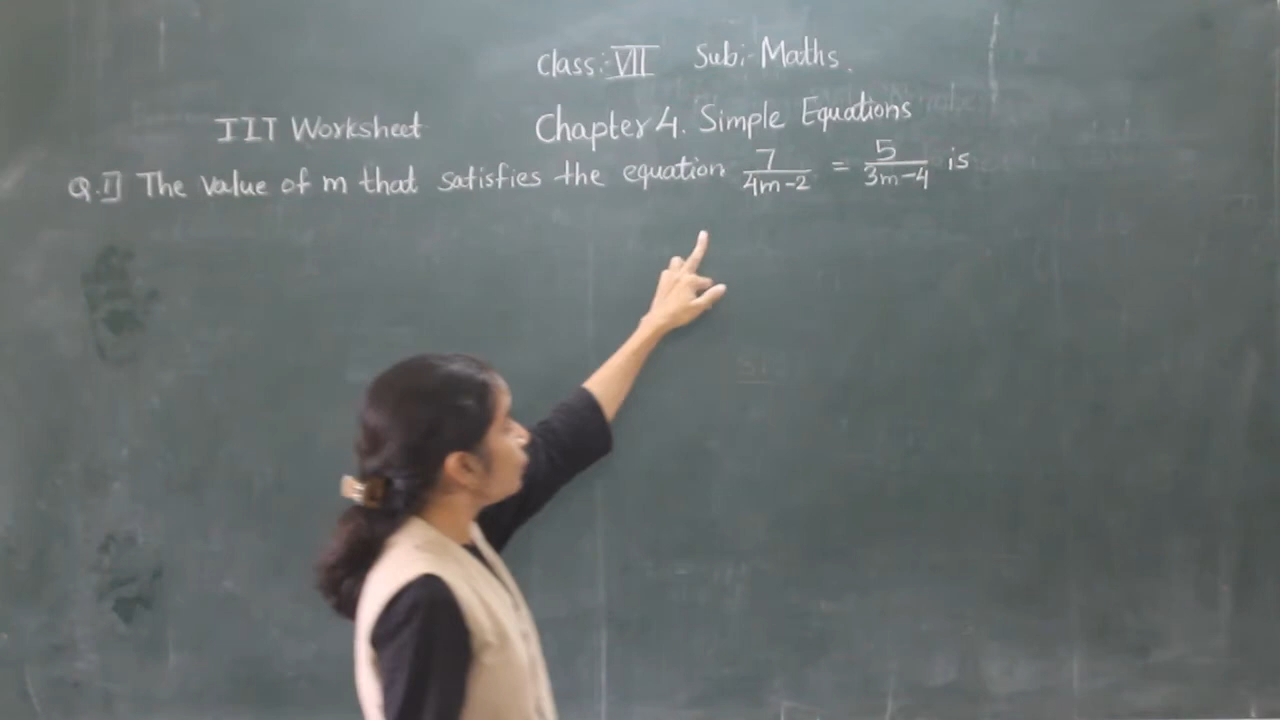 Class:- VII Sub:- Maths.
IIT Worksheet Chapter 4. Simple Equations
Q.1] The value of m that satisfies the equation 7/(4m-2) = 5/(3m-4) is